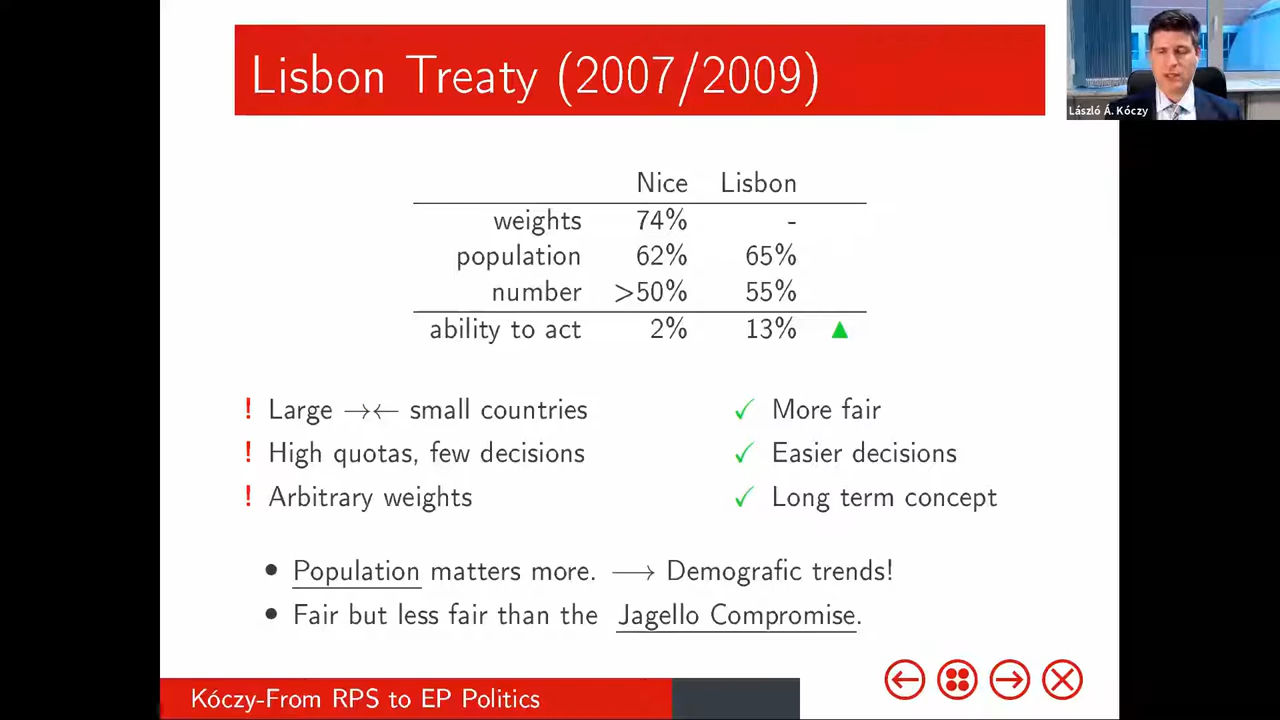 Lisbon Treaty (2007/2009)
László Á. Kóczy
Nice Lisbon
weights 74% -
population 62% 65%
number >50% 55%
ability to act 2% 13% ▲
! Large →← small countries
! High quotas, few decisions
! Arbitrary weights
✓ More fair
✓ Easier decisions
✓ Long term concept
• Population matters more. ⟶ Demografic trends!
• Fair but less fair than the Jagello Compromise.
Kóczy-From RPS to EP Politics